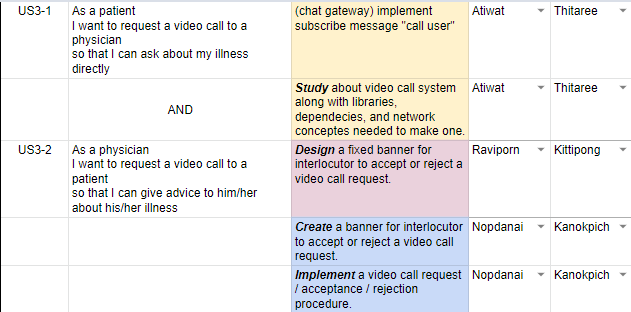 US3-1
As a patient
I want to request a video call to a
physician
so that I can ask about my illness
directly
(chat gateway) implement
subscribe message "call user"
Atiwat
Thitaree
AND
Study about video call system
along with libraries,
dependecies, and network
conceptes needed to make one.
Atiwat
Thitaree
US3-2
As a physician
I want to request a video call to a
patient
so that I can give advice to him/her
about his/her illness
Design a fixed banner for
interlocutor to accept or reject a
video call request.
Raviporn
Kittipong
Create a banner for interlocutor
to accept or reject a video call
request.
Nopdanai
Kanokpich
Implement a video call request
/ acceptance / rejection
procedure.
Nopdanai
Kanokpich